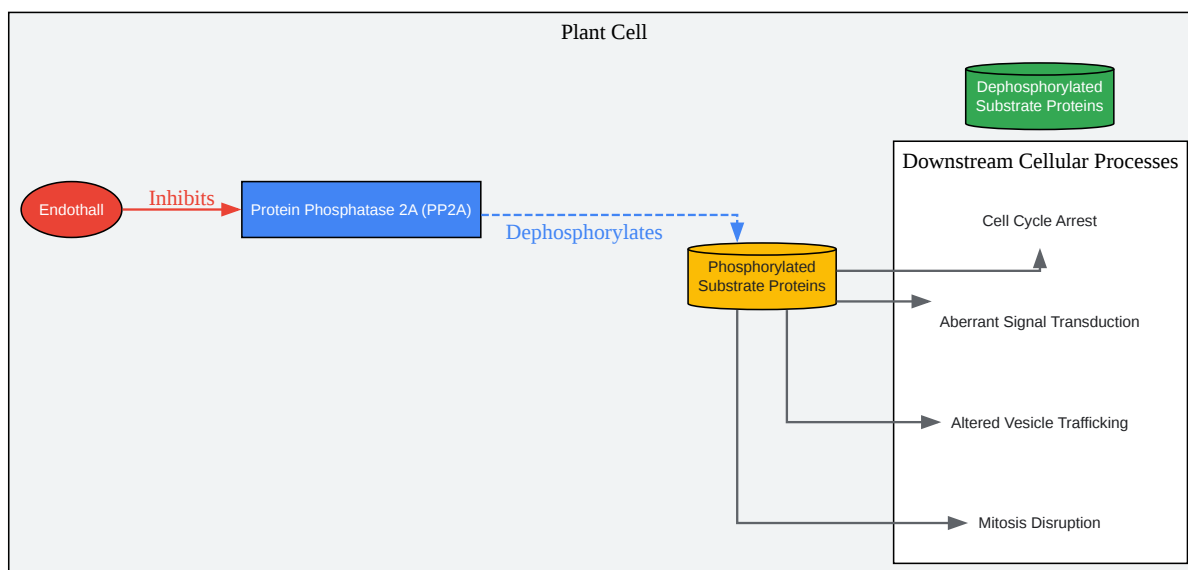 Plant Cell
Dephosphorylated
Substrate Proteins
Downstream Cellular Processes
Endothall
Inhibits
Protein Phosphatase 2A (PP2A)
Dephosphorylates
Phosphorylated
Substrate Proteins
Cell Cycle Arrest
Aberrant Signal Transduction
Altered Vesicle Trafficking
Mitosis Disruption